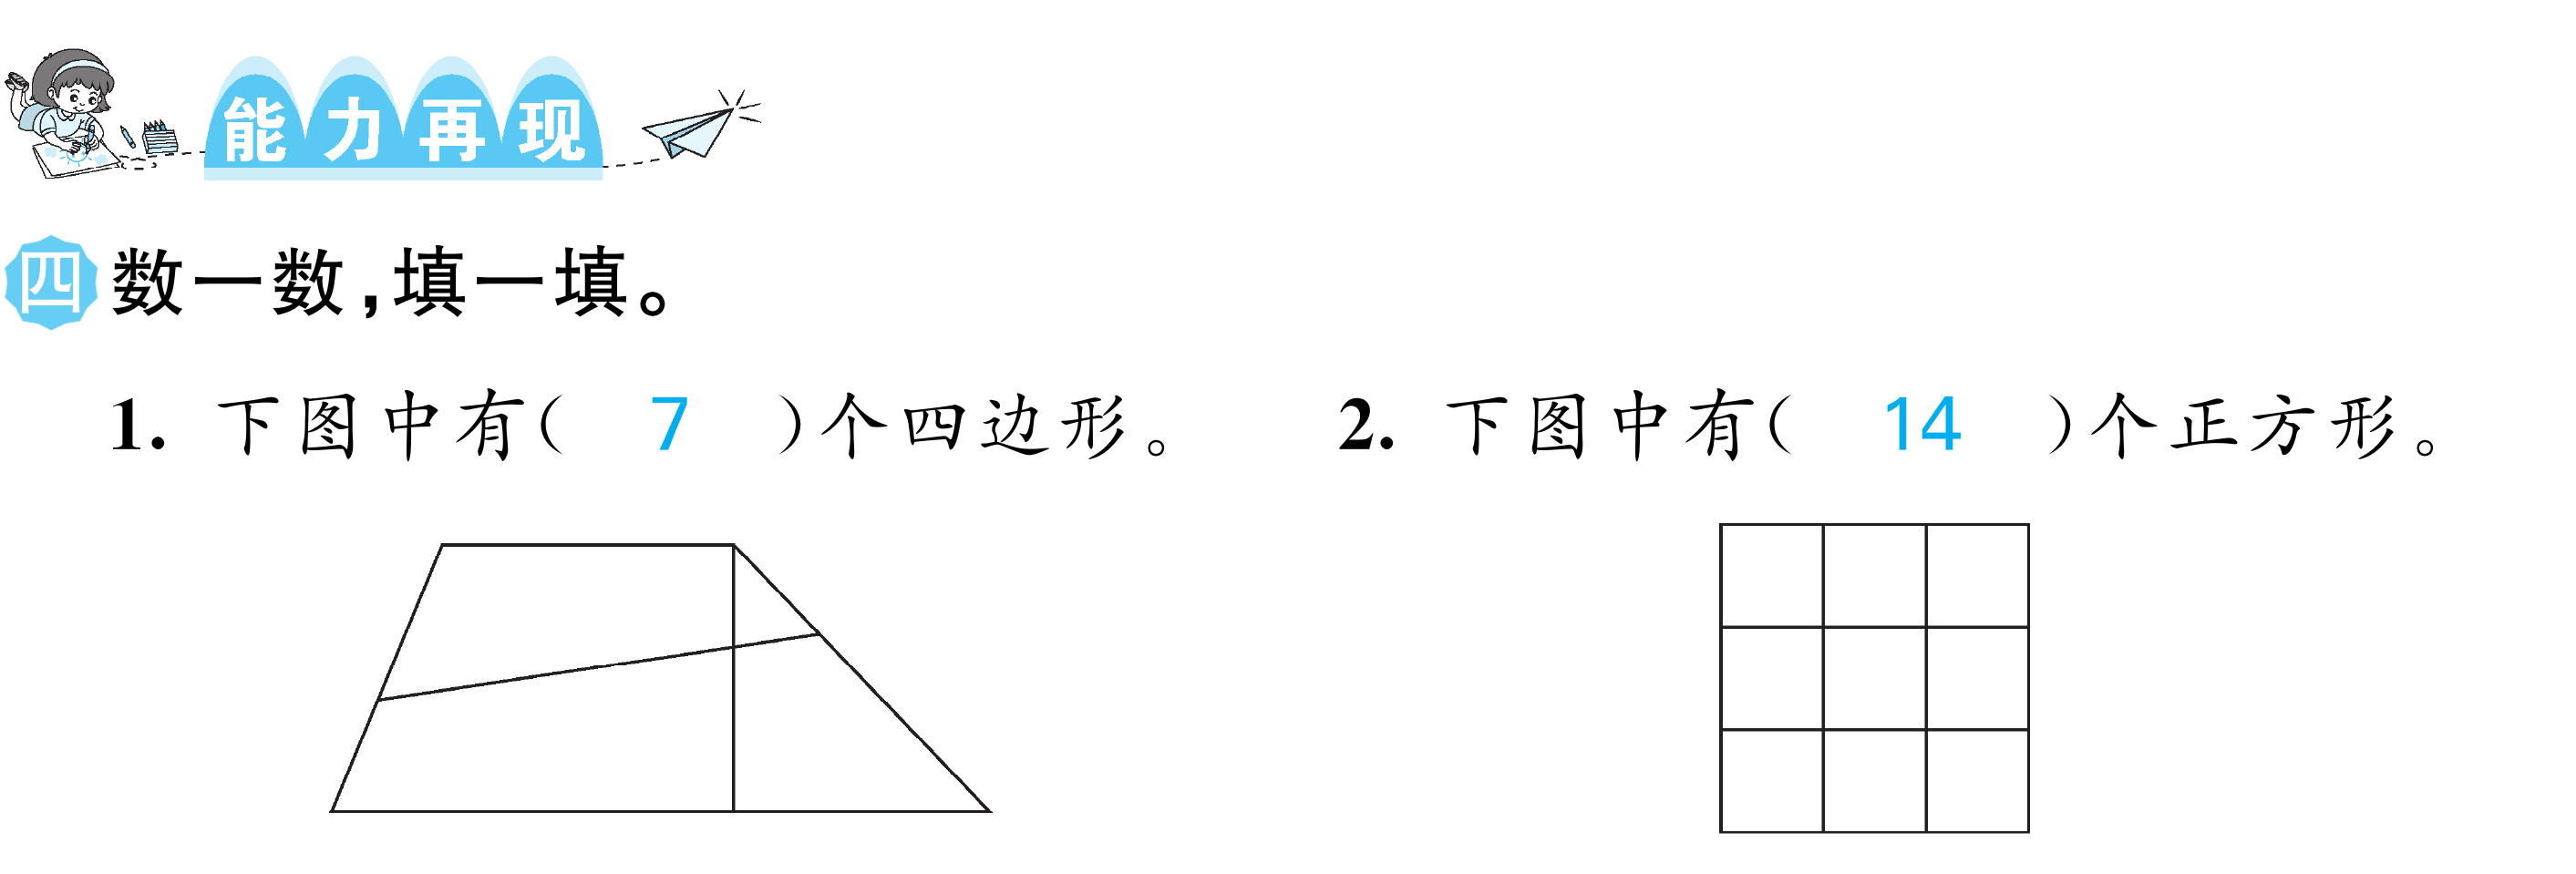 能力再现
四 数一数,填一填。
1. 下图中有( 7 )个四边形。
2. 下图中有( 14 )个正方形。